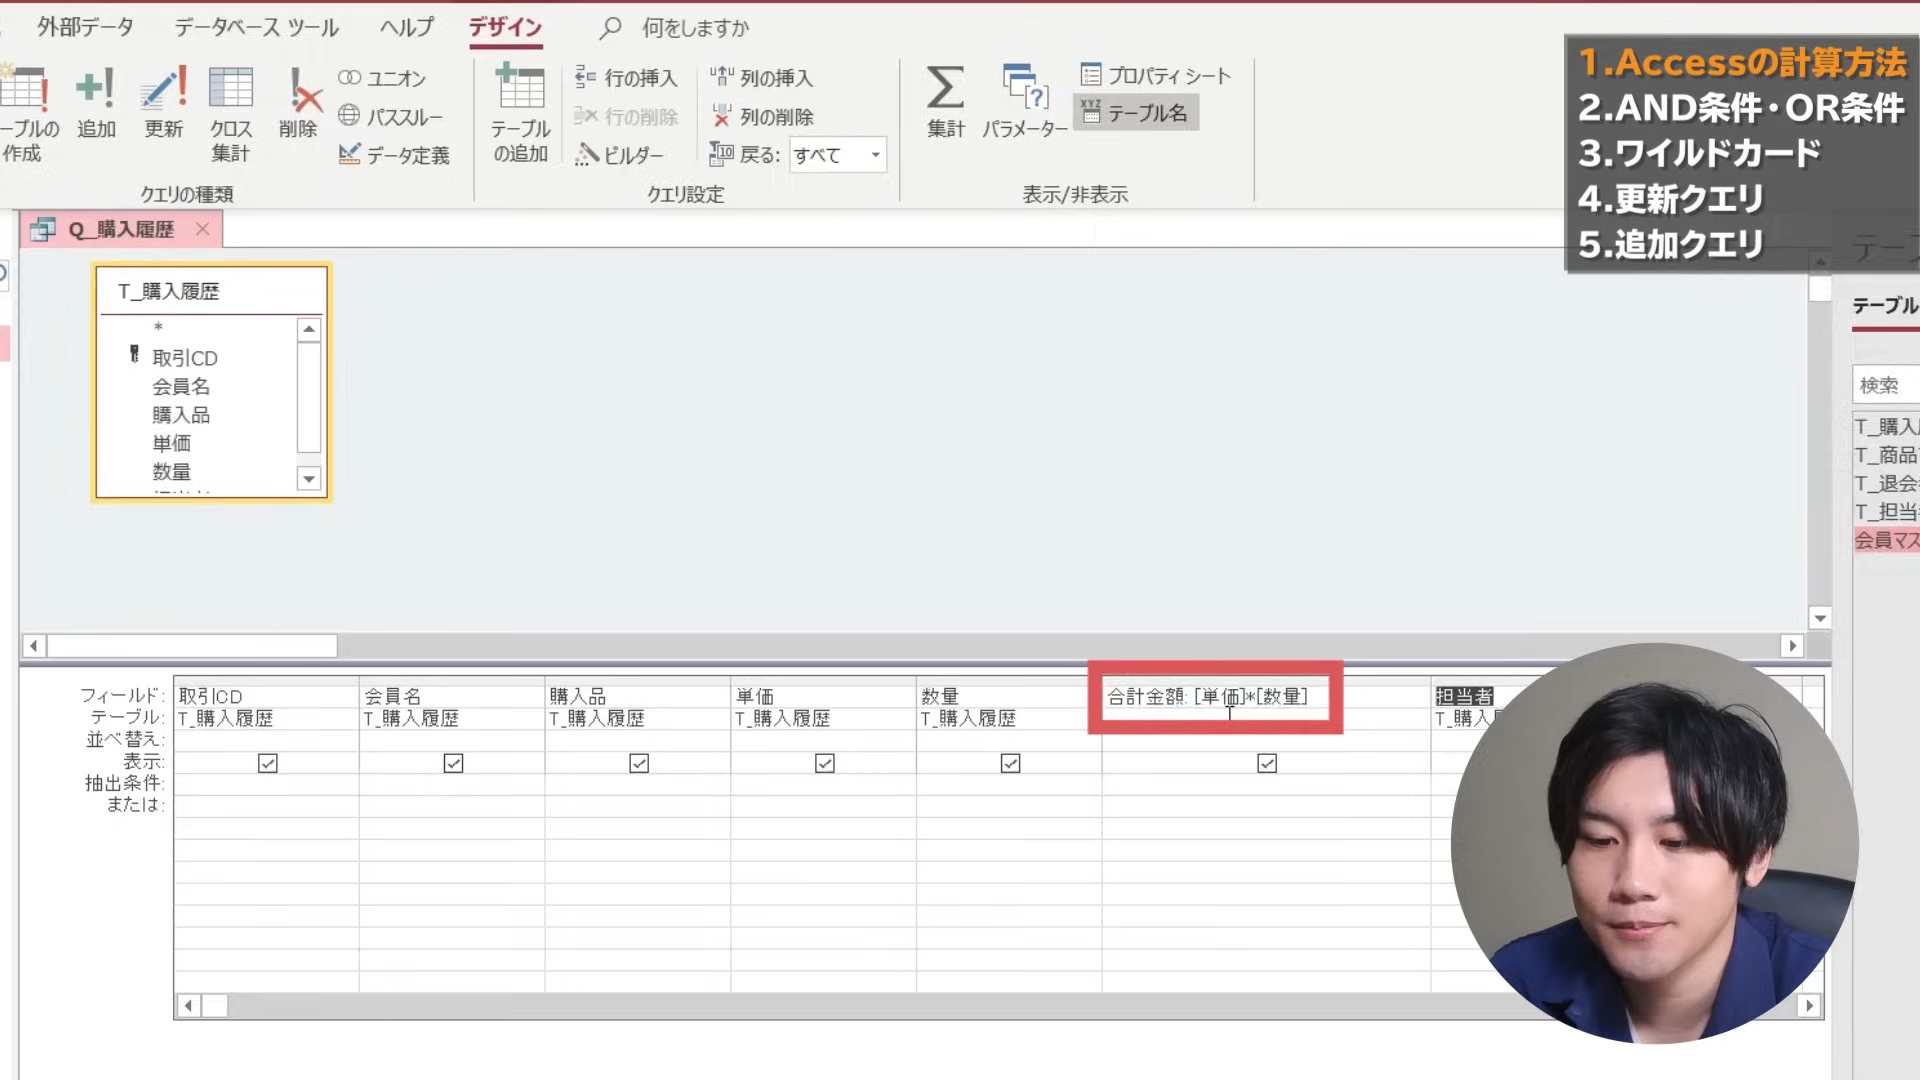 外部データ データベース ツール ヘルプ デザイン 何をしますか
ーブルの作成
追加
更新
クロス集計
削除
ユニオン
パススルー
データ定義
クエリの種類
テーブルの追加
行の挿入
行の削除
ビルダー
列の挿入
列の削除
戻る: すべて
クエリ設定
集計
パラメーター
プロパティ シート
テーブル名
表示/非表示
1.Accessの計算方法
2.AND条件・OR条件
3.ワイルドカード
4.更新クエリ
5.追加クエリ
Q_購入履歴
T_購入履歴
*
取引CD
会員名
購入品
単価
数量
テーブル
検索
T_購入
T_商品
T_退会
T_担当
会員マス
フィールド: 取引CD 会員名 購入品 単価 数量 合計金額: [単価]*[数量] 担当者
テーブル: T_購入履歴 T_購入履歴 T_購入履歴 T_購入履歴 T_購入履歴 T_購入
並べ替え:
表示:
抽出条件:
または: